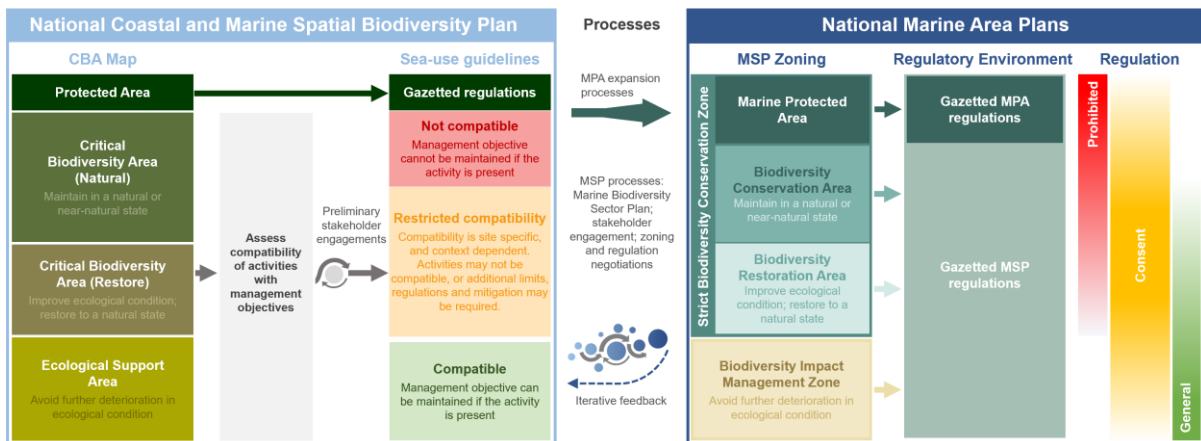 National Coastal and Marine Spatial Biodiversity Plan
CBA Map
Protected Area
Critical
Biodiversity Area
(Natural)
Maintain in a natural or
near-natural state
Critical Biodiversity
Area (Restore)
Improve ecological condition;
restore to a natural state
Ecological Support
Area
Avoid further deterioration in
ecological condition
Assess
compatibility
of activities
with
management
objectives
Preliminary
stakeholder
engagements
Sea-use guidelines
Gazetted regulations
Not compatible
Management objective
cannot be maintained if the
activity is present
Restricted compatibility
Compatibility is site specific,
and context dependent.
Activities may not be
compatible, or additional limits,
regulations and mitigation may
be required.
Compatible
Management objective can
be maintained if the activity
is present
Processes
MPA expansion
processes
MSP processes:
Marine Biodiversity
Sector Plan;
stakeholder
engagement; zoning
and regulation
negotiations
Iterative feedback
National Marine Area Plans
MSP Zoning
Strict Biodiversity Conservation Zone
Marine Protected
Area
Biodiversity
Conservation Area
Maintain in a natural or
near-natural state
Biodiversity
Restoration Area
Improve ecological
condition; restore to
a natural state
Biodiversity Impact
Management Zone
Avoid further deterioration in
ecological condition
Regulatory Environment
Gazetted MPA
regulations
Gazetted MSP
regulations
Regulation
Prohibited
Consent
General